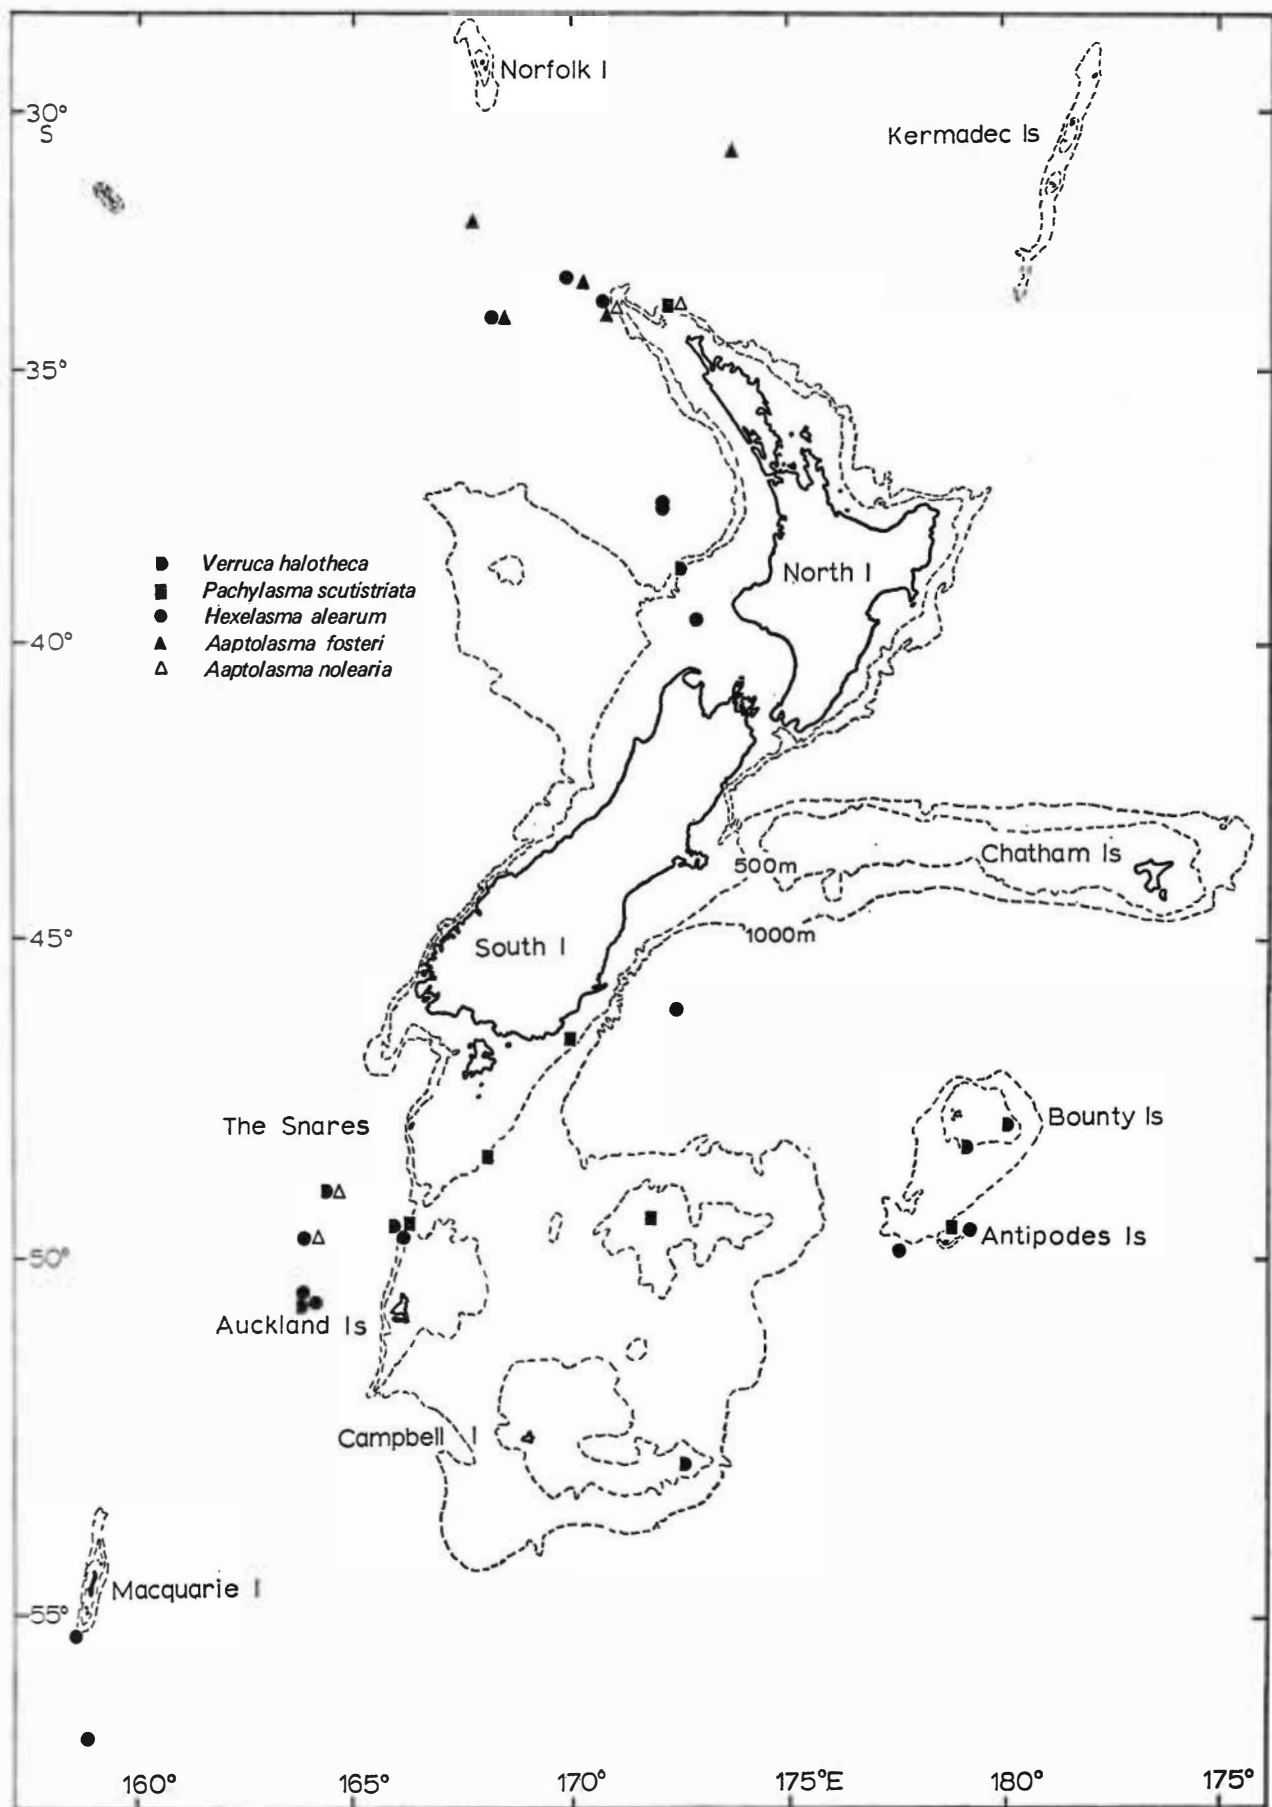 Norfolk I
30°
S
Kermadec Is
35°
Verruca halotheca
Pachylasma scutistriata
Hexelasma alearum
Aaptolasma fosteri
Aaptolasma nolearia
North I
40°
Chatham Is
500m
1000m
45°
South I
The Snares
Bounty Is
Antipodes Is
50°
Auckland Is
Campbell I
Macquarie I
55°
160° 165° 170° 175°E 180° 175°